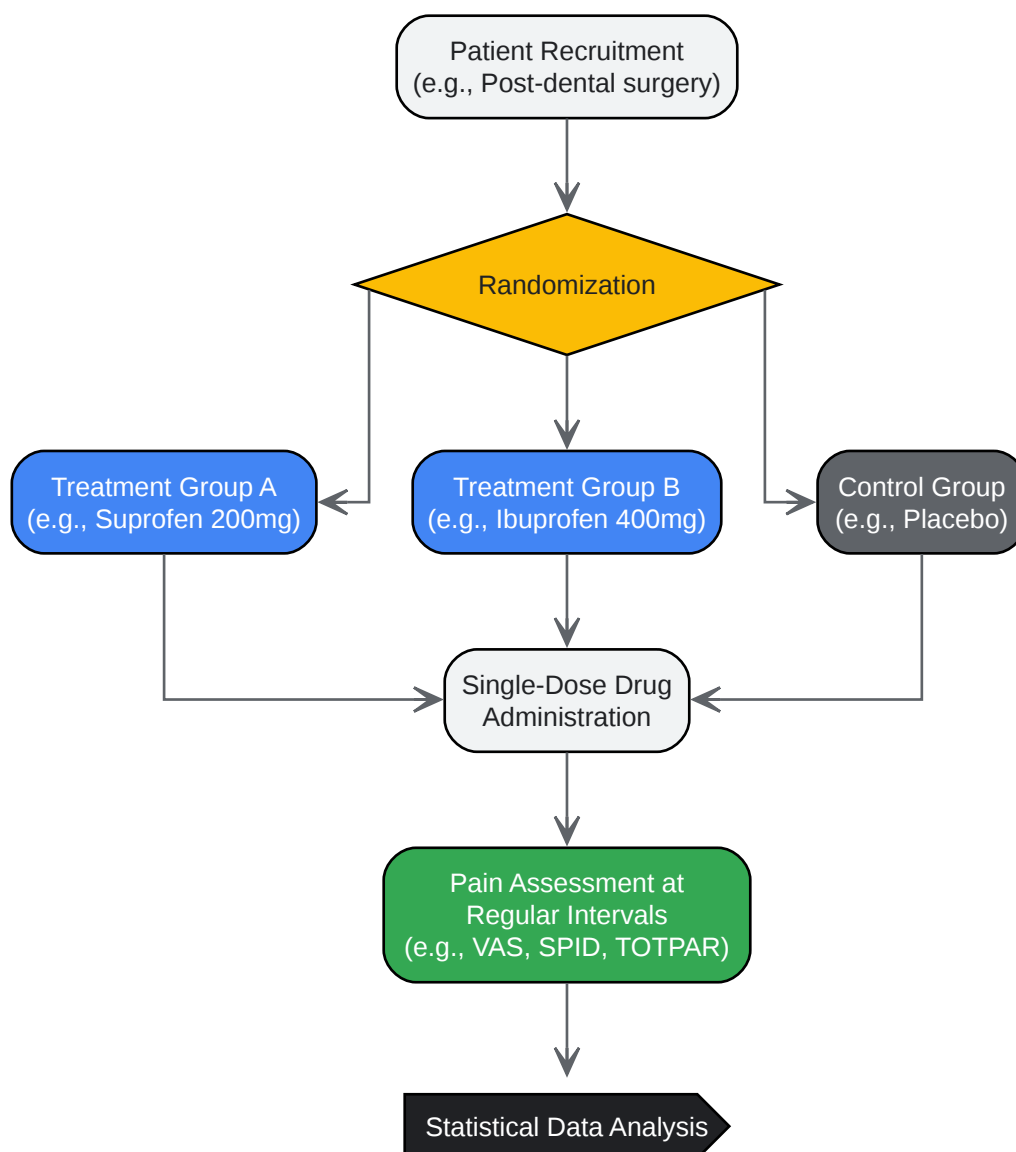 Patient Recruitment
(e.g., Post-dental surgery)
Randomization
Treatment Group A
(e.g., Suprofen 200mg)
Treatment Group B
(e.g., Ibuprofen 400mg)
Control Group
(e.g., Placebo)
Single-Dose Drug
Administration
Pain Assessment at
Regular Intervals
(e.g., VAS, SPID, TOTPAR)
Statistical Data Analysis